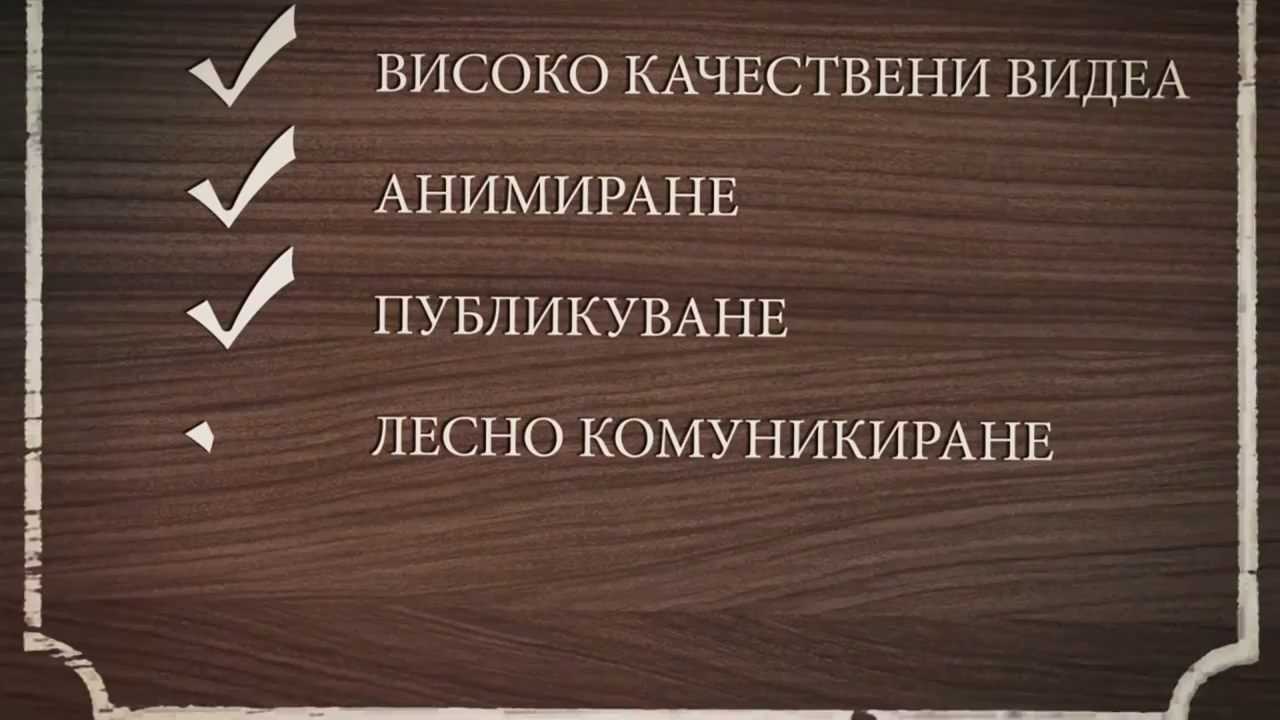 ВИСОКО КАЧЕСТВЕНИ ВИДЕА
АНИМИРАНЕ
ПУБЛИКУВАНЕ
ЛЕСНО КОМУНИКИРАНЕ